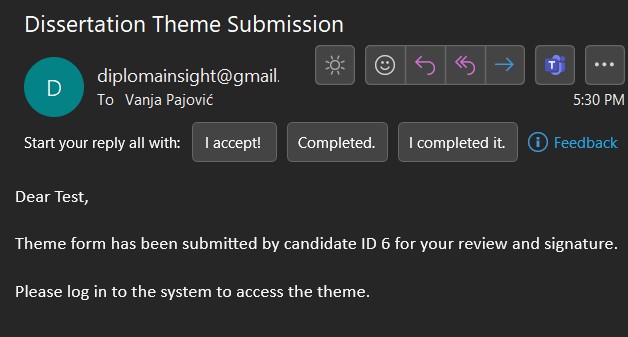 Dissertation Theme Submission
D
diplomainsight@gmail.
To Vanja Pajović
5:30 PM
Start your reply all with: I accept! Completed. I completed it. Feedback
Dear Test,
Theme form has been submitted by candidate ID 6 for your review and signature.
Please log in to the system to access the theme.